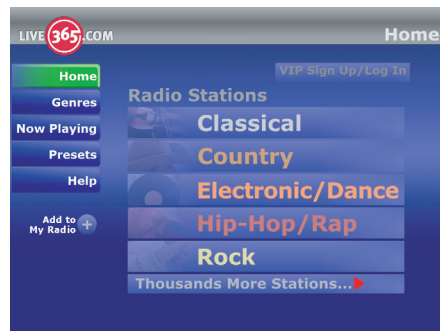 LIVE 365.COM
Home
VIP Sign Up/Log In
Home
Genres
Now Playing
Presets
Help
Add to
My Radio +
Radio Stations
Classical
Country
Electronic/Dance
Hip-Hop/Rap
Rock
Thousands More Stations...